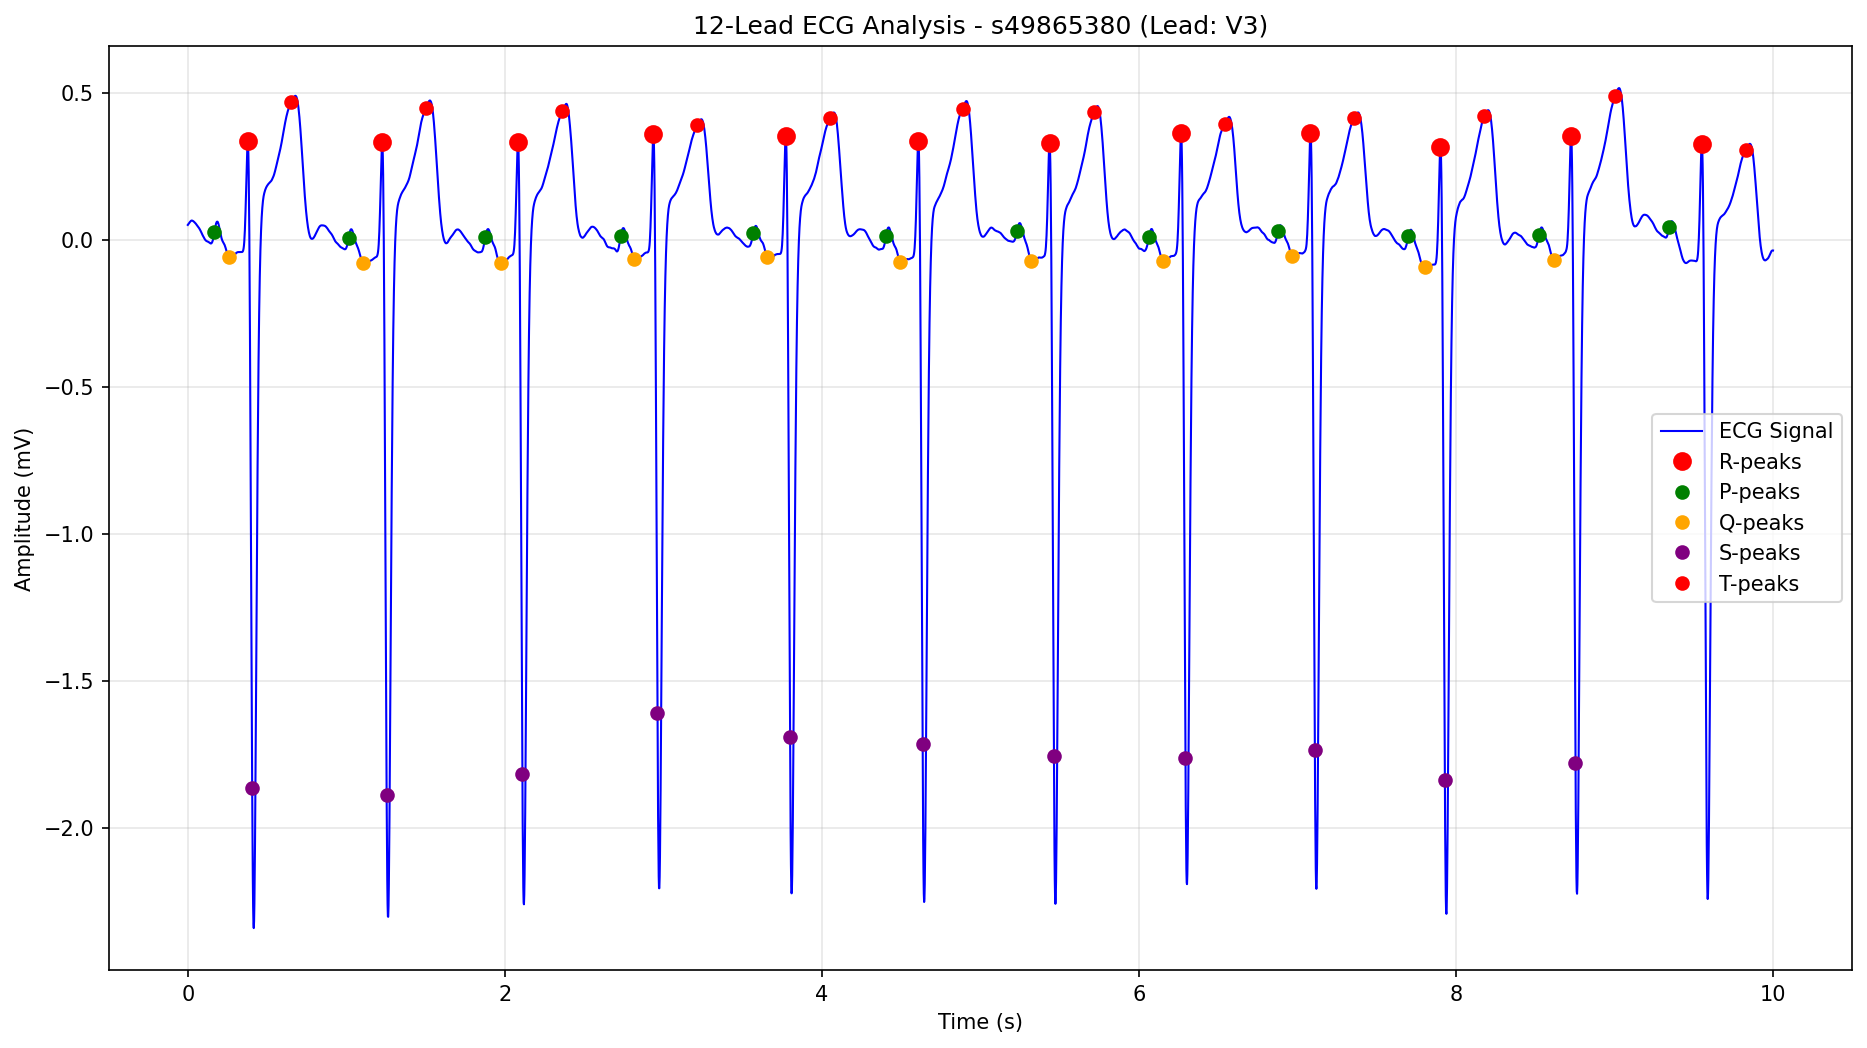 12-Lead ECG Analysis - s49865380 (Lead: V3)
0.5
0.0
−0.5
−1.0
−1.5
−2.0
Amplitude (mV)
ECG Signal
R-peaks
P-peaks
Q-peaks
S-peaks
T-peaks
0
2
4
6
8
10
Time (s)